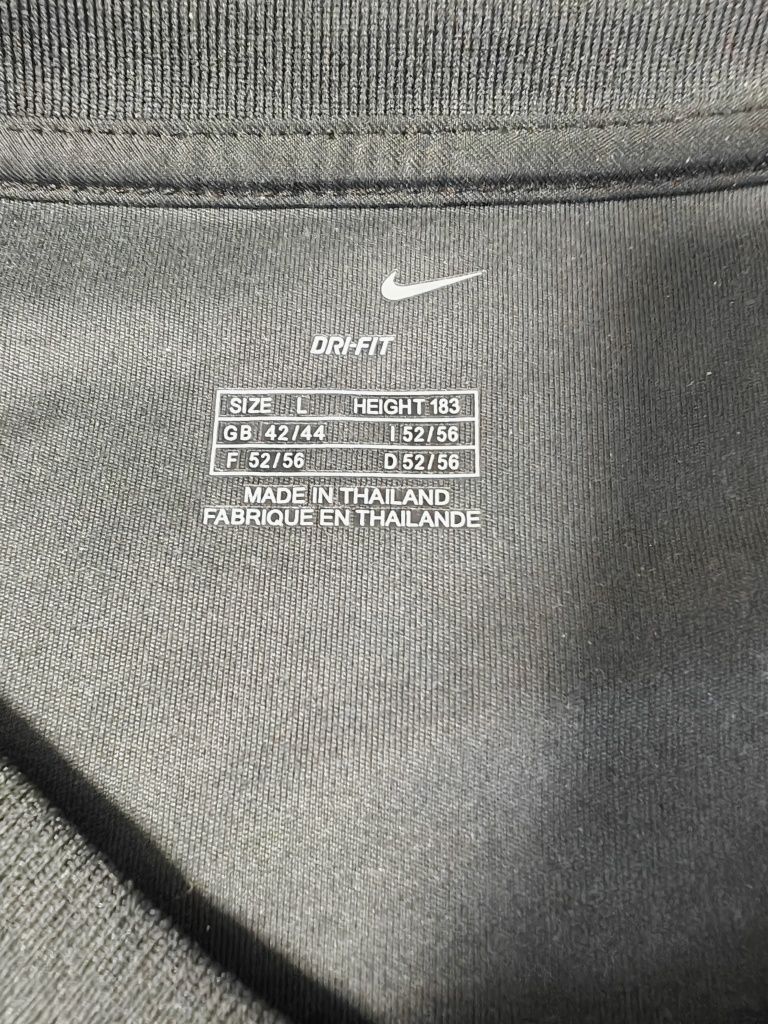 DRI-FIT
SIZE L HEIGHT 183
GB 42/44 I 52/56
F 52/56 D 52/56
MADE IN THAILAND
FABRIQUE EN THAILANDE